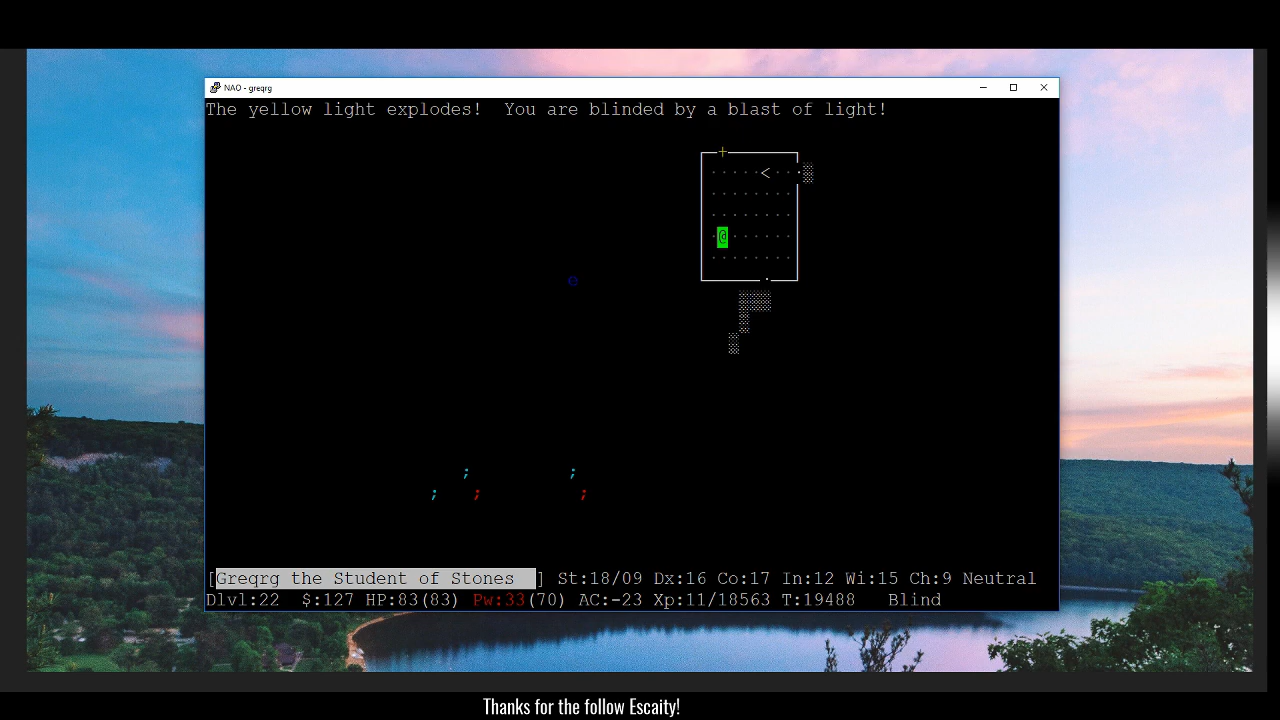 NAO - greqrg
The yellow light explodes!  You are blinded by a blast of light!
+
. . . . . < . . .
. . . . . . . .
. . . . . . . .
. @ . . . . . .
. . . . . . . .
e
.
; ;
; ; ;
[Greqrg the Student of Stones  ] St:18/09 Dx:16 Co:17 In:12 Wi:15 Ch:9 Neutral
Dlvl:22  $:127 HP:83(83) Pw:33(70) AC:-23 Xp:11/18563 T:19488   Blind
Thanks for the follow Escaity!